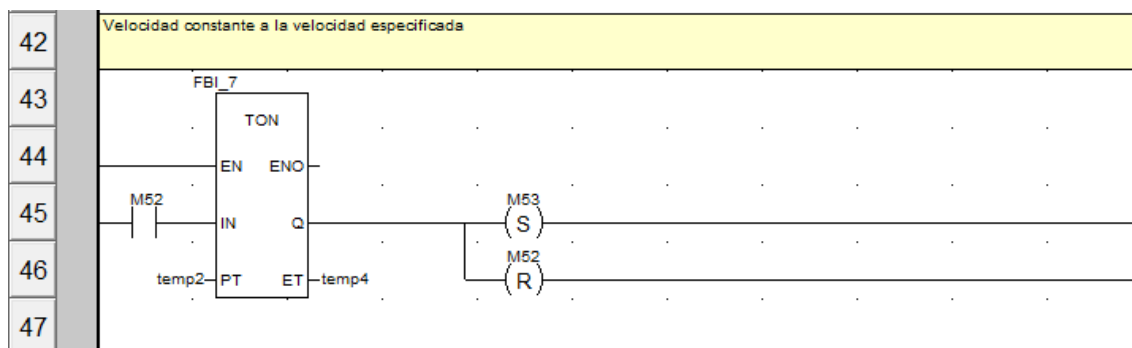 42
Velocidad constante a la velocidad especificada
43
FBI_7
TON
44
EN ENO
45
M52
IN Q
M53
S
46
temp2 PT ET temp4
M52
R
47